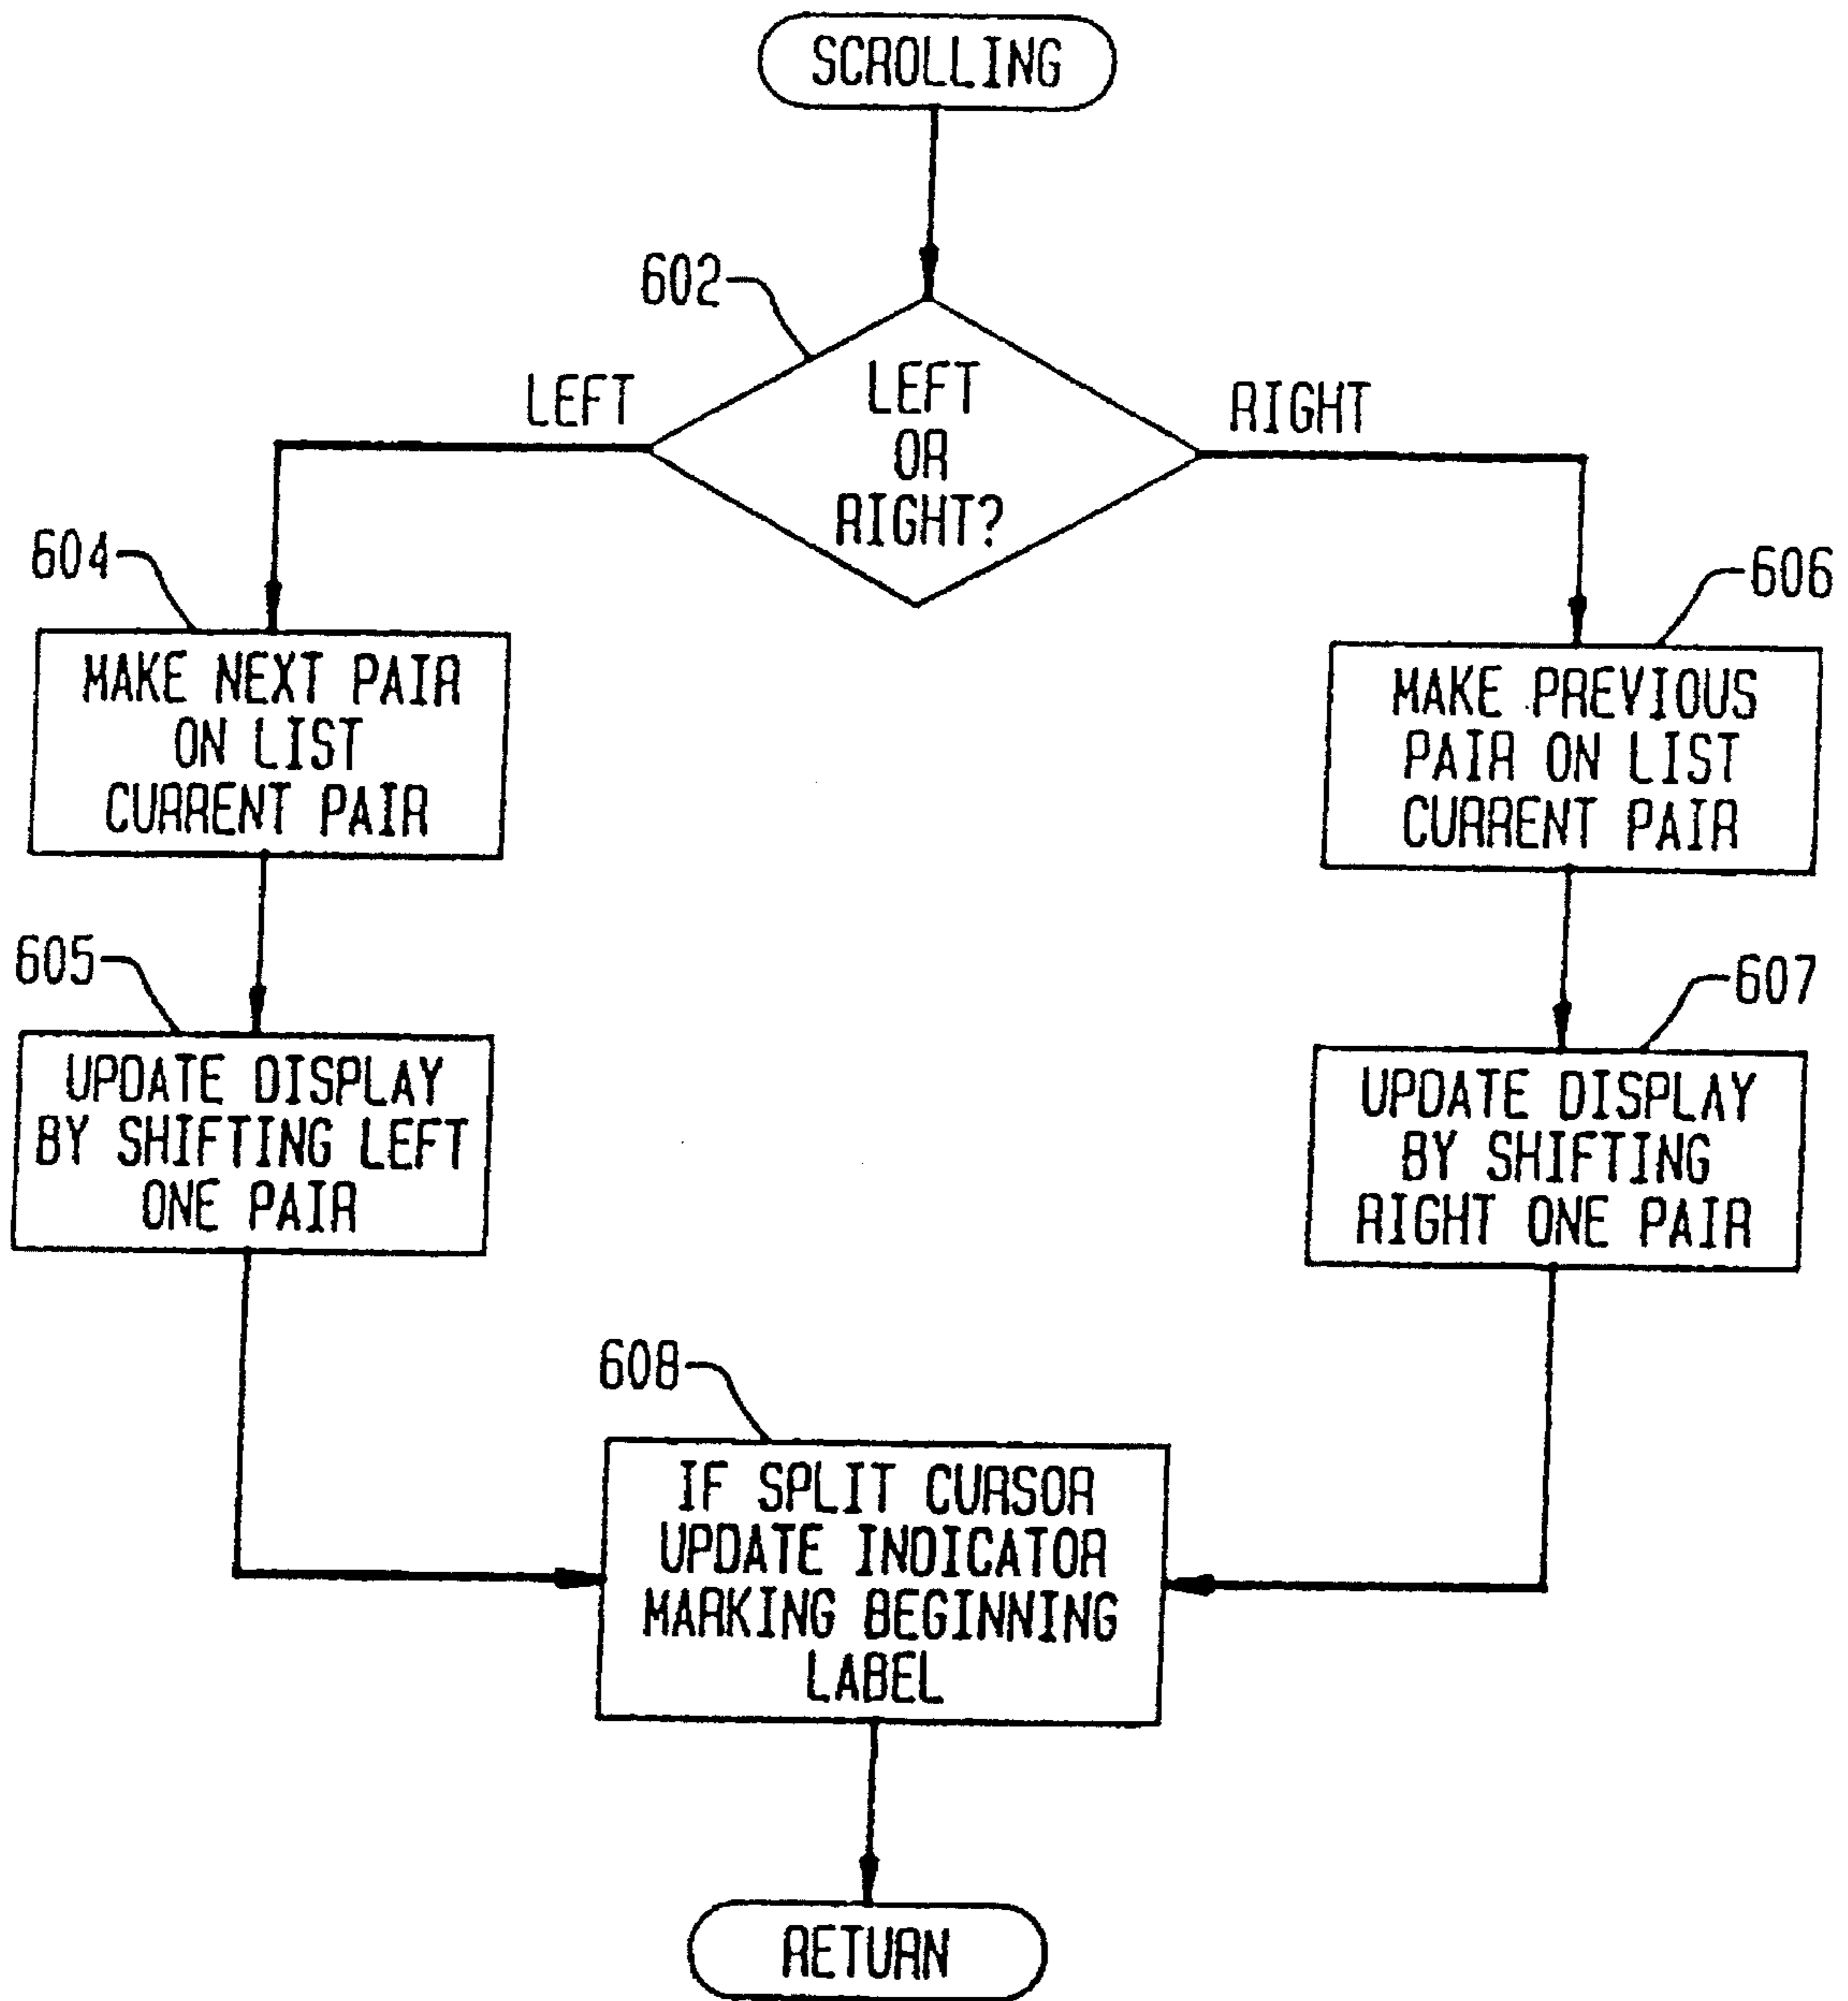 SCROLLING
602
LEFT
OR
RIGHT?
LEFT
RIGHT
604
MAKE NEXT PAIR
ON LIST
CURRENT PAIR
606
MAKE PREVIOUS
PAIR ON LIST
CURRENT PAIR
605
UPDATE DISPLAY
BY SHIFTING LEFT
ONE PAIR
607
UPDATE DISPLAY
BY SHIFTING
RIGHT ONE PAIR
608
IF SPLIT CURSOR
UPDATE INDICATOR
MARKING BEGINNING
LABEL
RETURN